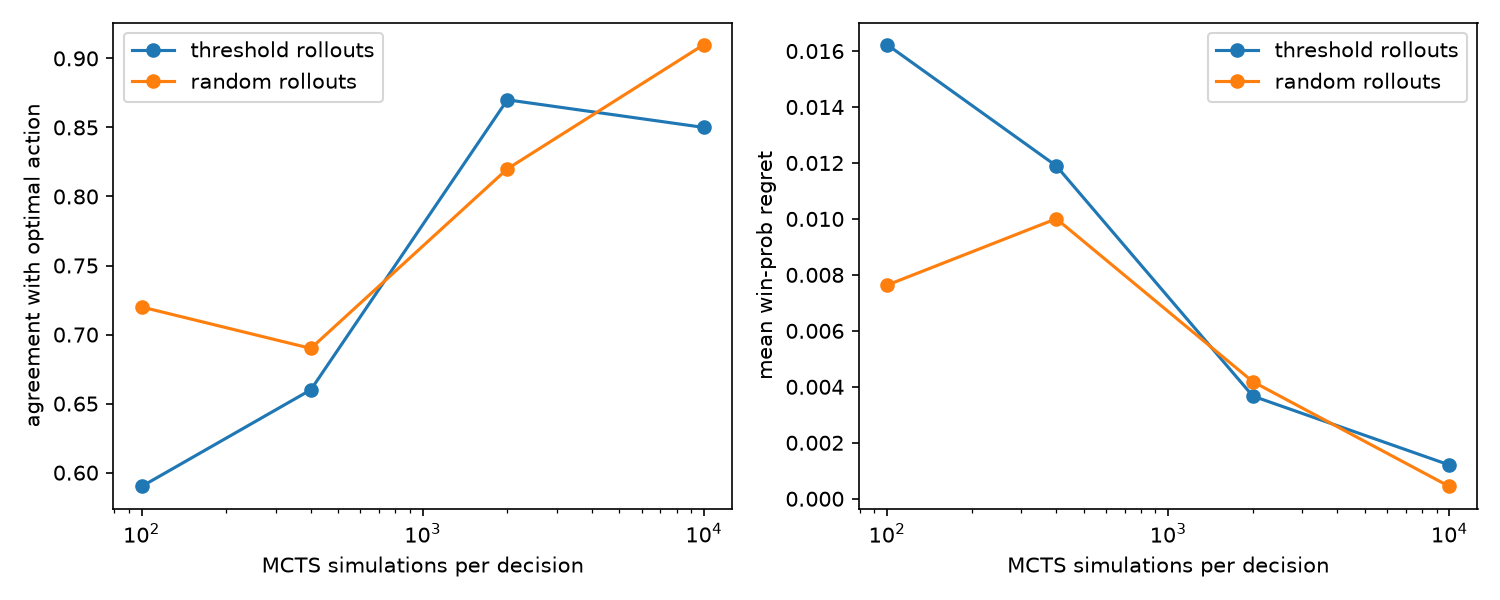 threshold rollouts
random rollouts
0.90
0.85
0.80
0.75
0.70
0.65
0.60
agreement with optimal action
10²
10³
10⁴
MCTS simulations per decision
threshold rollouts
random rollouts
0.016
0.014
0.012
0.010
0.008
0.006
0.004
0.002
0.000
mean win-prob regret
10²
10³
10⁴
MCTS simulations per decision